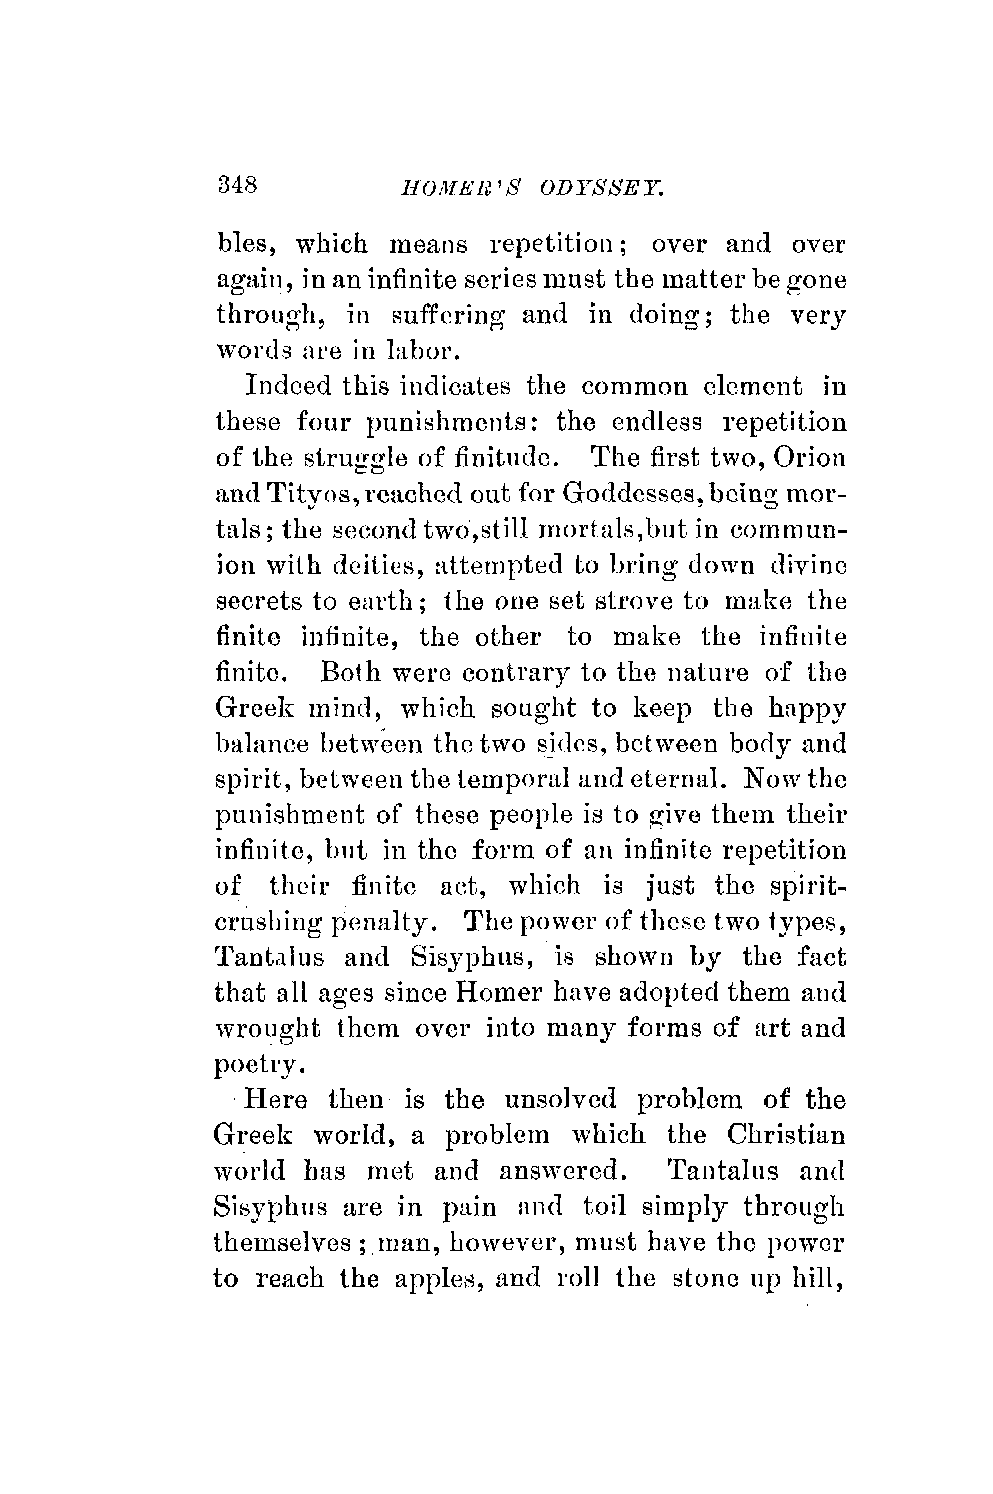 348 HOMER'S ODYSSEY.
bles, which means repetition; over and over
again, in an infinite series must the matter be gone
through, in suffering and in doing; the very
words are in labor.
Indeed this indicates the common element in
these four punishments: the endless repetition
of the struggle of finitude. The first two, Orion
and Tityos, reached out for Goddesses, being mor-
tals; the second two, still mortals, but in commun-
ion with deities, attempted to bring down divine
secrets to earth; the one set strove to make the
finite infinite, the other to make the infinite
finite. Both were contrary to the nature of the
Greek mind, which sought to keep the happy
balance between the two sides, between body and
spirit, between the temporal and eternal. Now the
punishment of these people is to give them their
infinite, but in the form of an infinite repetition
of their finite act, which is just the spirit-
crushing penalty. The power of these two types,
Tantalus and Sisyphus, is shown by the fact
that all ages since Homer have adopted them and
wrought them over into many forms of art and
poetry.
Here then is the unsolved problem of the
Greek world, a problem which the Christian
world has met and answered. Tantalus and
Sisyphus are in pain and toil simply through
themselves; man, however, must have the power
to reach the apples, and roll the stone up hill,